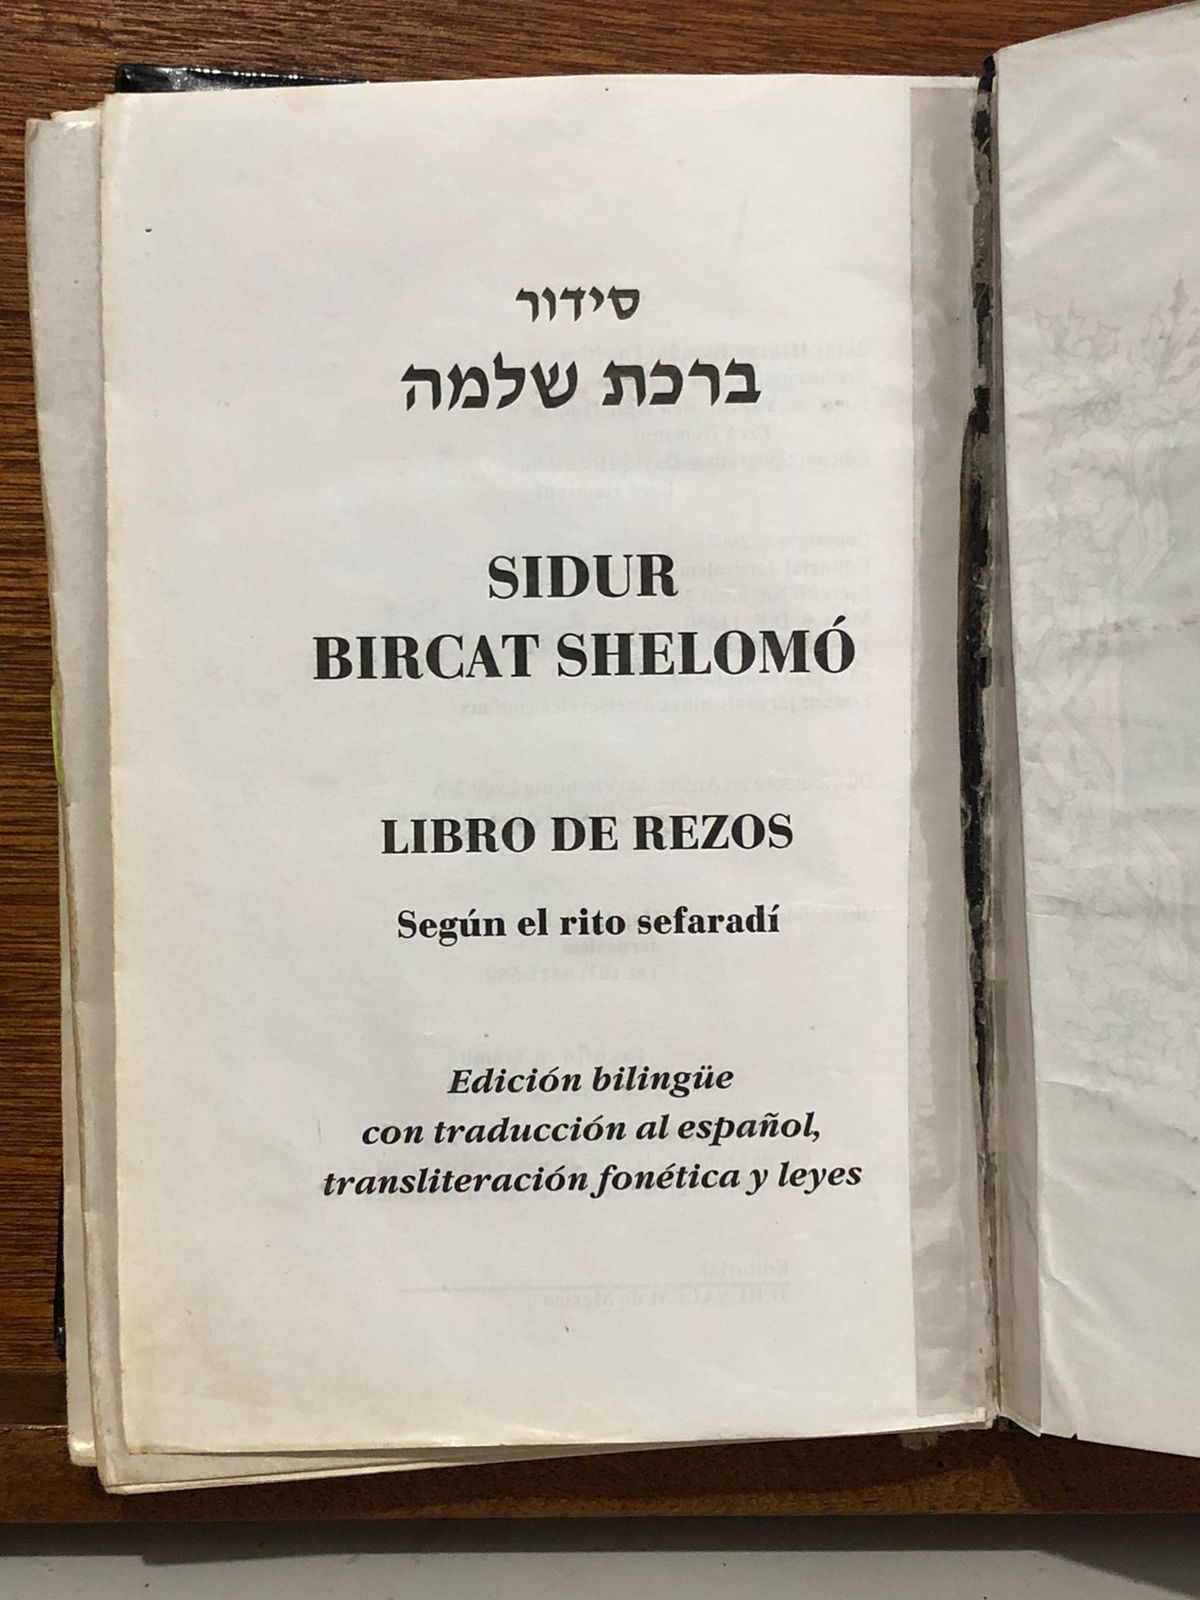 סידור
ברכת שלמה
SIDUR
BIRCAT SHELOMÓ
LIBRO DE REZOS
Según el rito sefaradí
Edición bilingüe
con traducción al español,
transliteración fonética y leyes